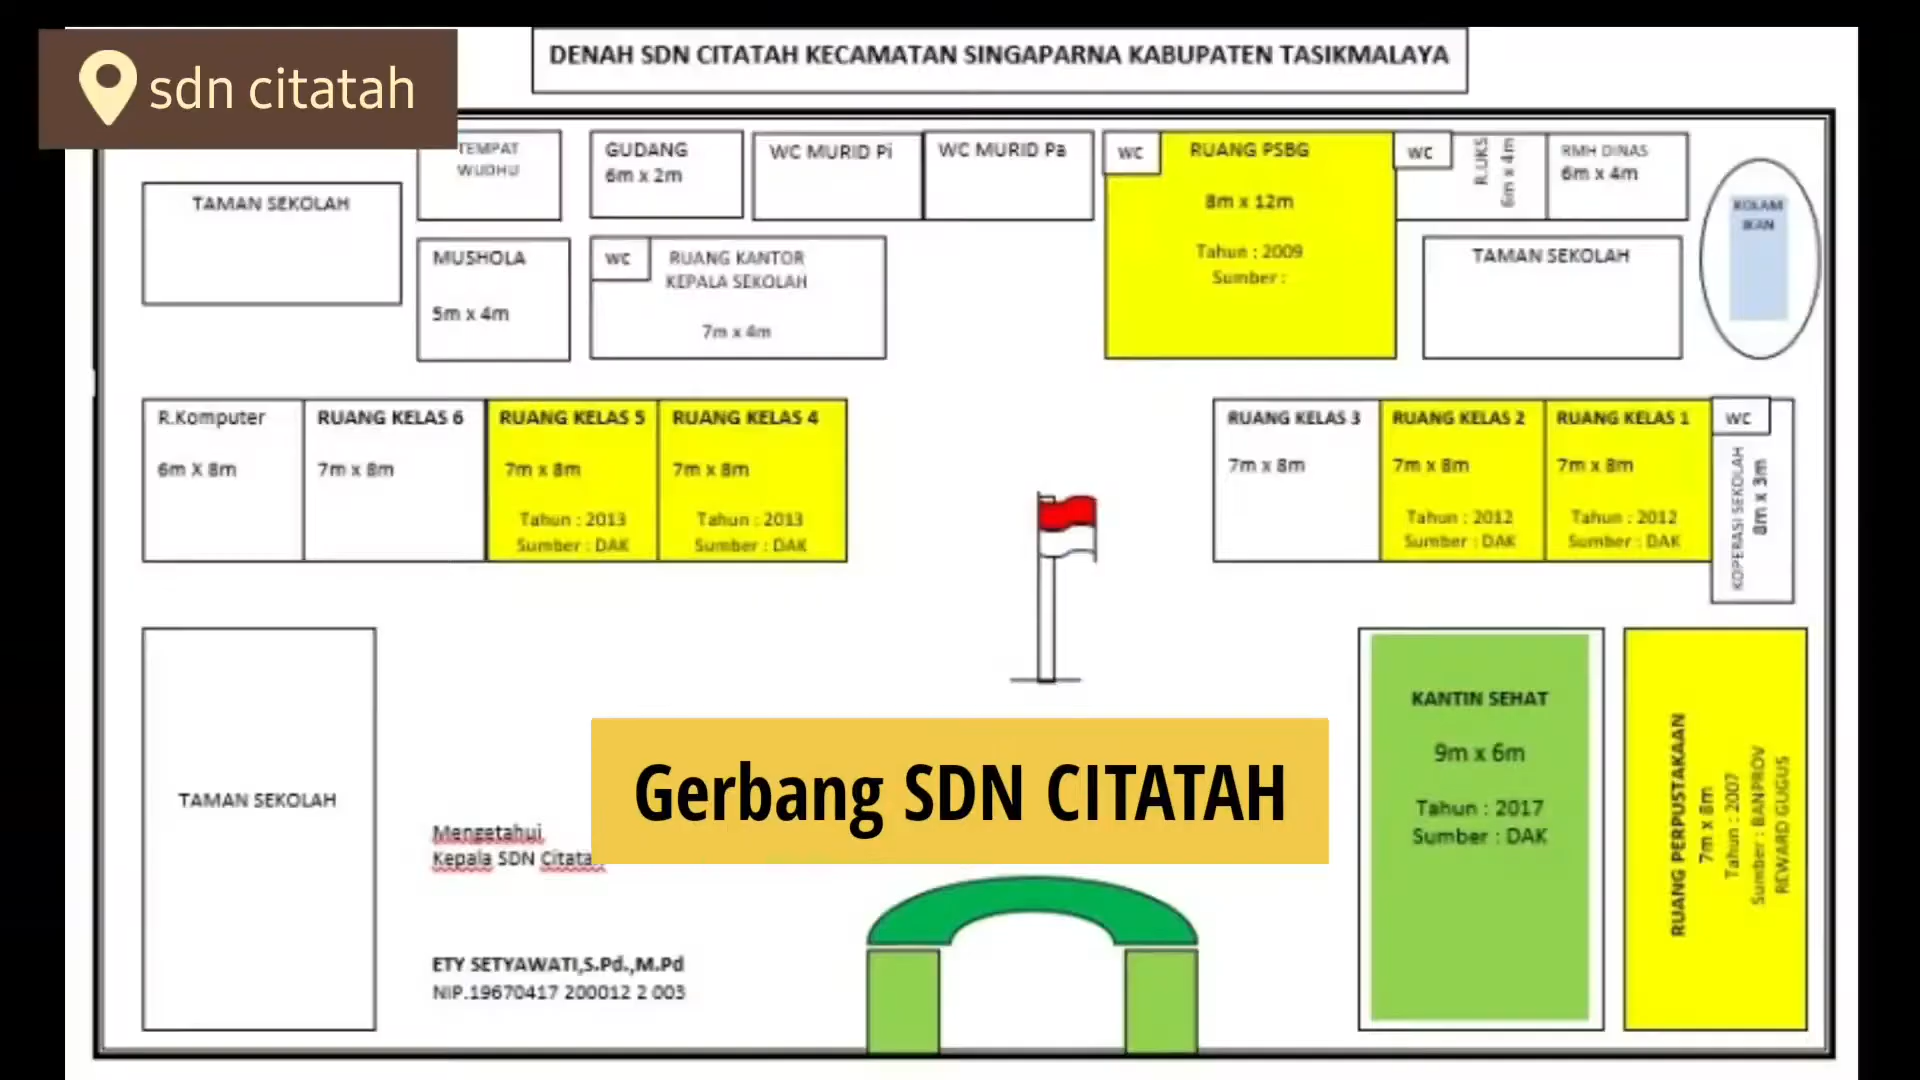 DENAH SDN CITATAH KECAMATAN SINGAPARNA KABUPATEN TASIKMALAYA
sdn citatah
TEMPAT
WUDHU
GUDANG
6m x 2m
WC MURID Pi
WC MURID Pa
WC
RUANG PSBG
8m x 12m
Tahun : 2009
Sumber :
WC
R.UKS
6m x 4m
RMH DINAS
6m x 4m
TAMAN SEKOLAH
MUSHOLA
5m x 4m
WC
RUANG KANTOR
KEPALA SEKOLAH
7m x 4m
TAMAN SEKOLAH
KOLAM
IKAN
R.Komputer
6m X 8m
RUANG KELAS 6
7m x 8m
RUANG KELAS 5
7m x 8m
Tahun : 2013
Sumber : DAK
RUANG KELAS 4
7m x 8m
Tahun : 2013
Sumber : DAK
RUANG KELAS 3
7m x 8m
RUANG KELAS 2
7m x 8m
Tahun : 2012
Sumber : DAK
RUANG KELAS 1
7m x 8m
Tahun : 2012
Sumber : DAK
WC
KOPERASI SEKOLAH
8m x 3m
TAMAN SEKOLAH
Gerbang SDN CITATAH
Mengetahui
Kepala SDN
ETY SETYAWATI,S.Pd.,M.Pd
NIP.19670417 200012 2 003
KANTIN SEHAT
9m x 6m
Tahun : 2017
Sumber : DAK
RUANG PERPUSTAKAAN
7m x 8m
Tahun : 2007
Sumber : BANPROV
REWARD GUGUS